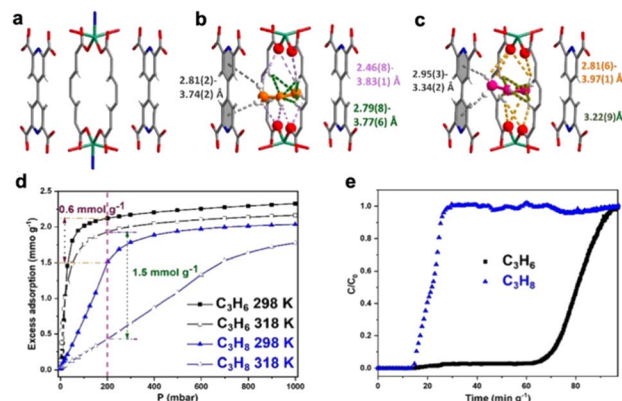 a
b
c
2.81(2)-
3.74(2) Å
2.46(8)-
3.83(1) Å
2.79(8)-
3.77(6) Å
2.95(3)-
3.34(2) Å
2.81(6)-
3.97(1) Å
3.22(9)Å
d
Excess adsorption (mmo g⁻¹)
2.5
2.0
1.5
1.0
0.5
0.0
0.6 mmol g⁻¹
1.5 mmol g⁻¹
C₃H₆ 298 K
C₃H₆ 318 K
C₃H₈ 298 K
C₃H₈ 318 K
0 200 400 600 800 1000
P (mbar)
e
C/C₀
1.0
0.8
0.6
0.4
0.2
0.0
C₃H₆
C₃H₈
0 20 40 60 80
Time (min g⁻¹)